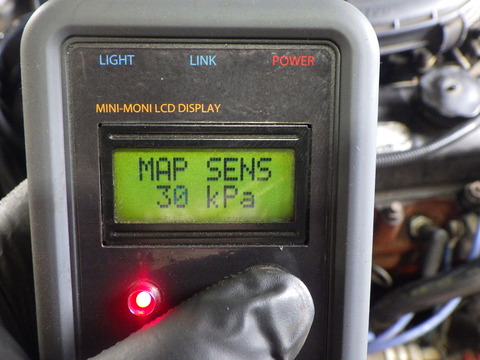 LIGHT LINK POWER
MINI-MONI LCD DISPLAY
MAP SENS
30 kPa